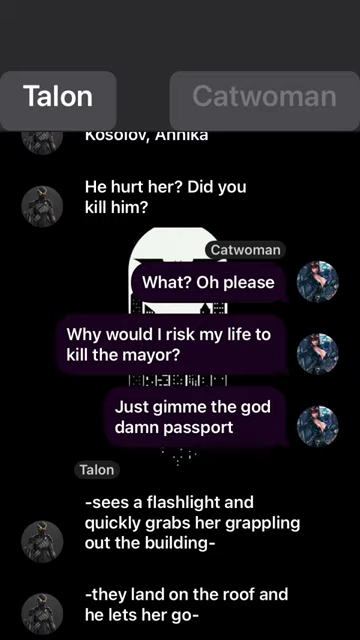 Talon
Catwoman
Kosolov, Annika
He hurt her? Did you
kill him?
Catwoman
What? Oh please
Why would I risk my life to
kill the mayor?
Just gimme the god
damn passport
Talon
-sees a flashlight and
quickly grabs her grappling
out the building-
-they land on the roof and
he lets her go-